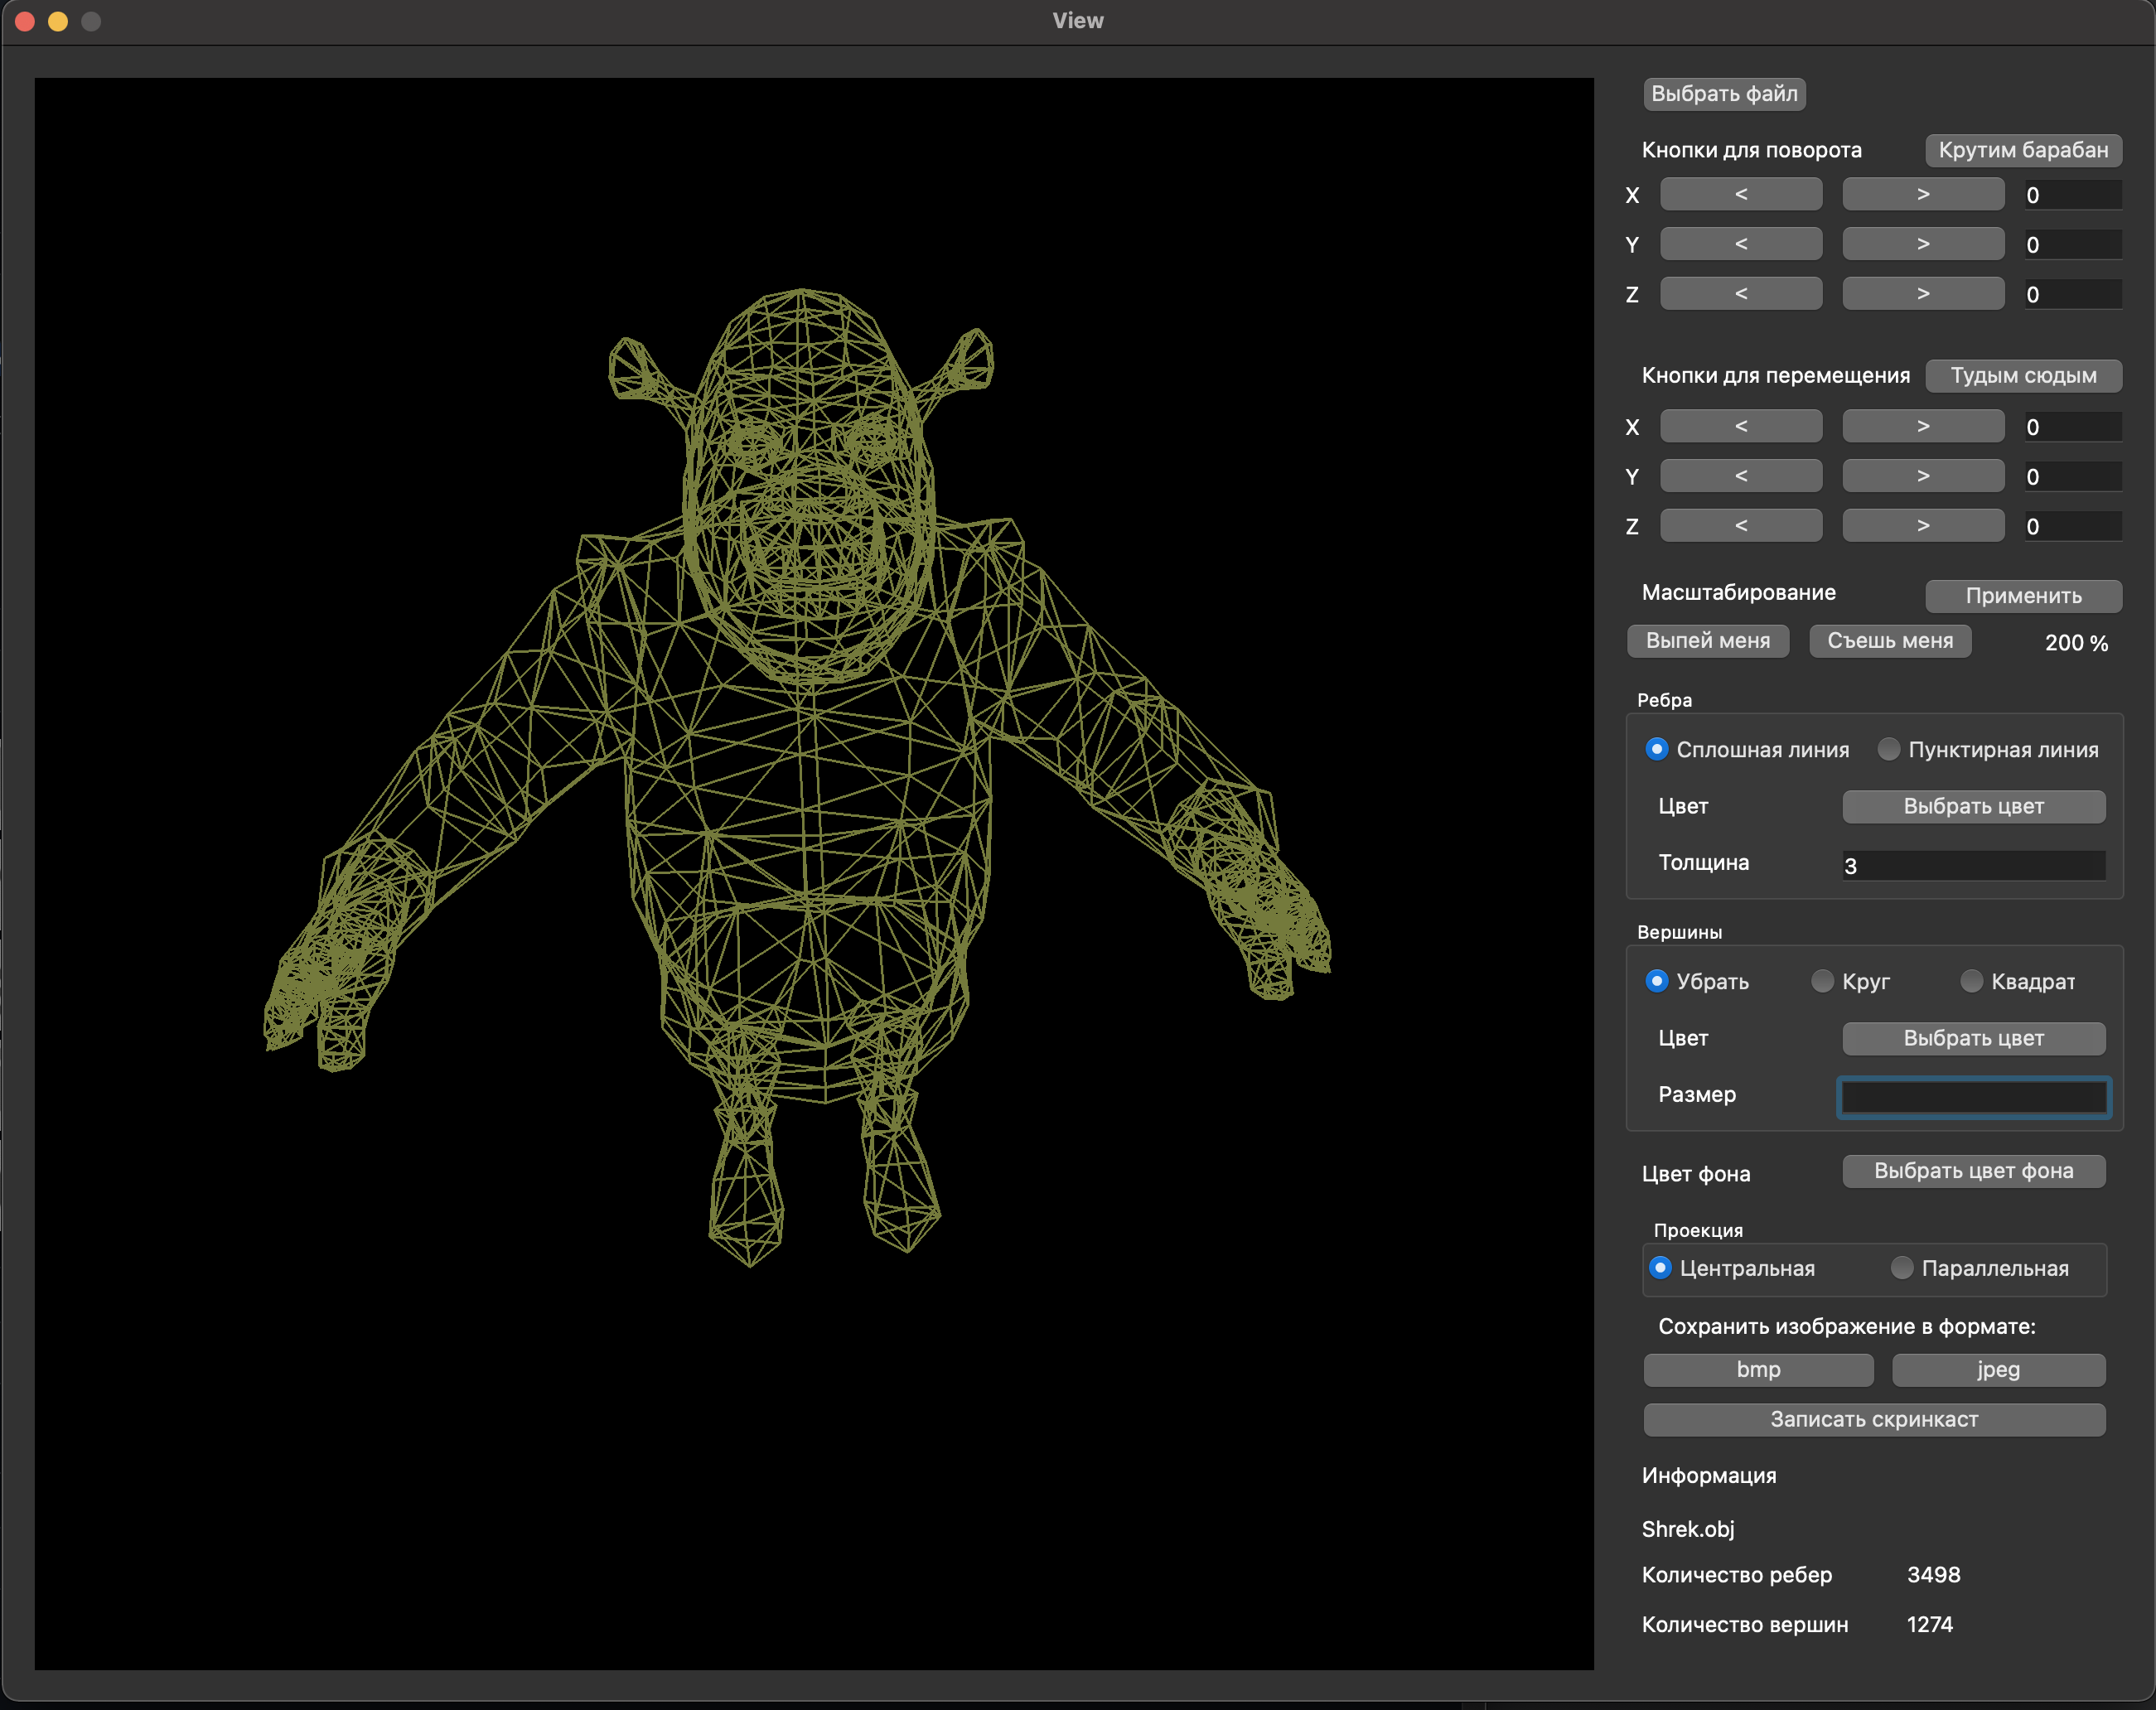 View
Выбрать файл
Кнопки для поворота Крутим барабан
X < > 0
Y < > 0
Z < > 0
Кнопки для перемещения Тудым сюдым
X < > 0
Y < > 0
Z < > 0
Масштабирование Применить
Выпей меня Съешь меня 200 %
Ребра
Сплошная линия Пунктирная линия
Цвет Выбрать цвет
Толщина 3
Вершины
Убрать Круг Квадрат
Цвет Выбрать цвет
Размер
Цвет фона Выбрать цвет фона
Проекция
Центральная Параллельная
Сохранить изображение в формате:
bmp jpeg
Записать скринкаст
Информация
Shrek.obj
Количество ребер 3498
Количество вершин 1274